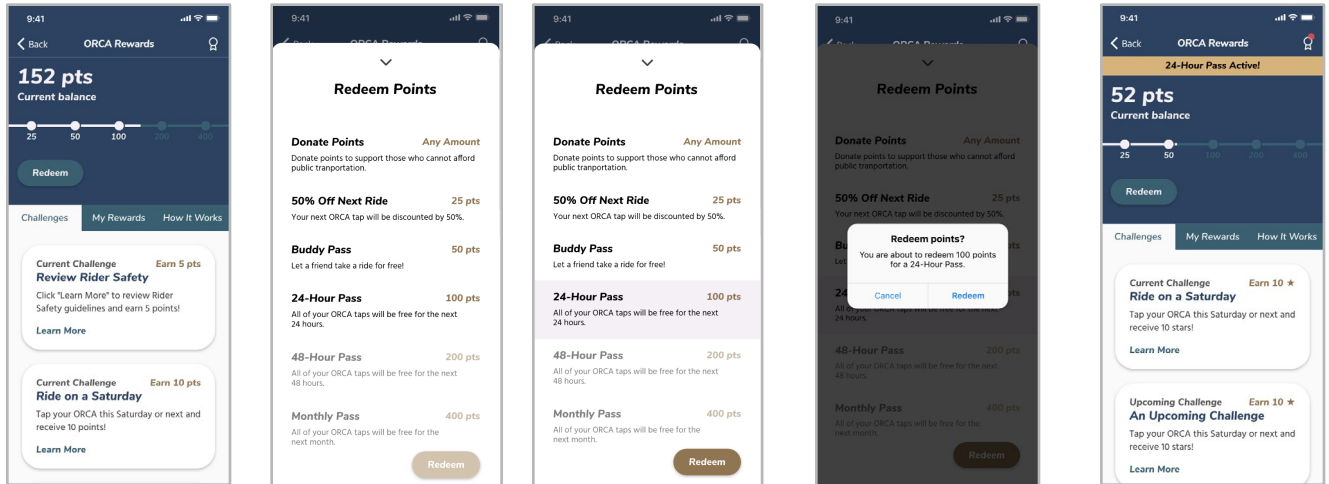 9:41
Back ORCA Rewards
152 pts
Current balance
25 50 100 200 400
Redeem
Challenges My Rewards How It Works
Current Challenge Earn 5 pts
Review Rider Safety
Click "Learn More" to review Rider
Safety guidelines and earn 5 points!
Learn More
Current Challenge Earn 10 pts
Ride on a Saturday
Tap your ORCA this Saturday or next and
receive 10 points!
Learn More
9:41
Redeem Points
Donate Points Any Amount
Donate points to support those who cannot afford
public tranportation.
50% Off Next Ride 25 pts
Your next ORCA tap will be discounted by 50%.
Buddy Pass 50 pts
Let a friend take a ride for free!
24-Hour Pass 100 pts
All of your ORCA taps will be free for the next
24 hours.
48-Hour Pass 200 pts
All of your ORCA taps will be free for the next
48 hours.
Monthly Pass 400 pts
All of your ORCA taps will be free for the
next month.
Redeem
9:41
Redeem Points
Donate Points Any Amount
Donate points to support those who cannot afford
public tranportation.
50% Off Next Ride 25 pts
Your next ORCA tap will be discounted by 50%.
Buddy Pass 50 pts
Let a friend take a ride for free!
24-Hour Pass 100 pts
All of your ORCA taps will be free for the next
24 hours.
48-Hour Pass 200 pts
All of your ORCA taps will be free for the next
48 hours.
Monthly Pass 400 pts
All of your ORCA taps will be free for the
next month.
Redeem
9:41
Redeem Points
Donate Points Any Amount
Donate points to support those who cannot afford
public tranportation.
50% Off Next Ride 25 pts
Your next ORCA tap will be discounted by 50%.
Redeem points?
You are about to redeem 100 points
for a 24-Hour Pass.
Cancel Redeem
24 hours.
48-Hour Pass 200 pts
All of your ORCA taps will be free for the next
48 hours.
Monthly Pass 400 pts
All of your ORCA taps will be free for the
next month.
Redeem
9:41
Back ORCA Rewards
24-Hour Pass Active!
52 pts
Current balance
25 50 100 200 400
Redeem
Challenges My Rewards How It Works
Current Challenge Earn 10 ★
Ride on a Saturday
Tap your ORCA this Saturday or next and
receive 10 stars!
Learn More
Upcoming Challenge Earn 10 ★
An Upcoming Challenge
Tap your ORCA this Saturday or next and
receive 10 stars!
Learn More